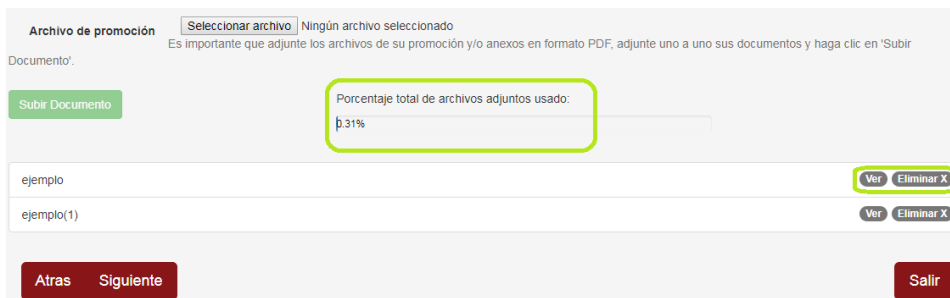 Archivo de promoción Seleccionar archivo Ningún archivo seleccionado
Es importante que adjunte los archivos de su promoción y/o anexos en formato PDF, adjunte uno a uno sus documentos y haga clic en 'Subir
Documento'.
Subir Documento
Porcentaje total de archivos adjuntos usado:
0.31%
ejemplo Ver Eliminar X
ejemplo(1) Ver Eliminar X
Atras Siguiente Salir